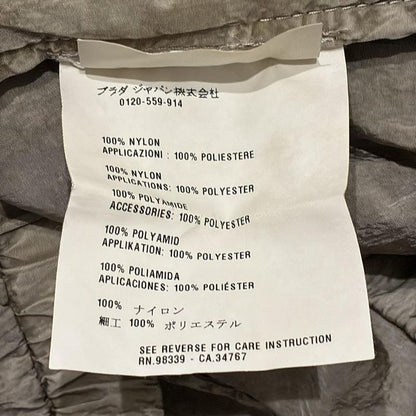 プラダ ジャパン株式会社
0120-559-914
100% NYLON
APPLICAZIONI : 100% POLIESTERE
100% NYLON
APPLICATIONS: 100% POLYESTER
100% POLYAMIDE
ACCESSORIES: 100% POLYESTER
100% POLYAMID
APPLIKATION: 100% POLYESTER
100% POLIAMIDA
APLICACIONES: 100% POLIÉSTER
100% ナイロン
細工 100% ポリエステル
SEE REVERSE FOR CARE INSTRUCTION
RN.98339 - CA.34767